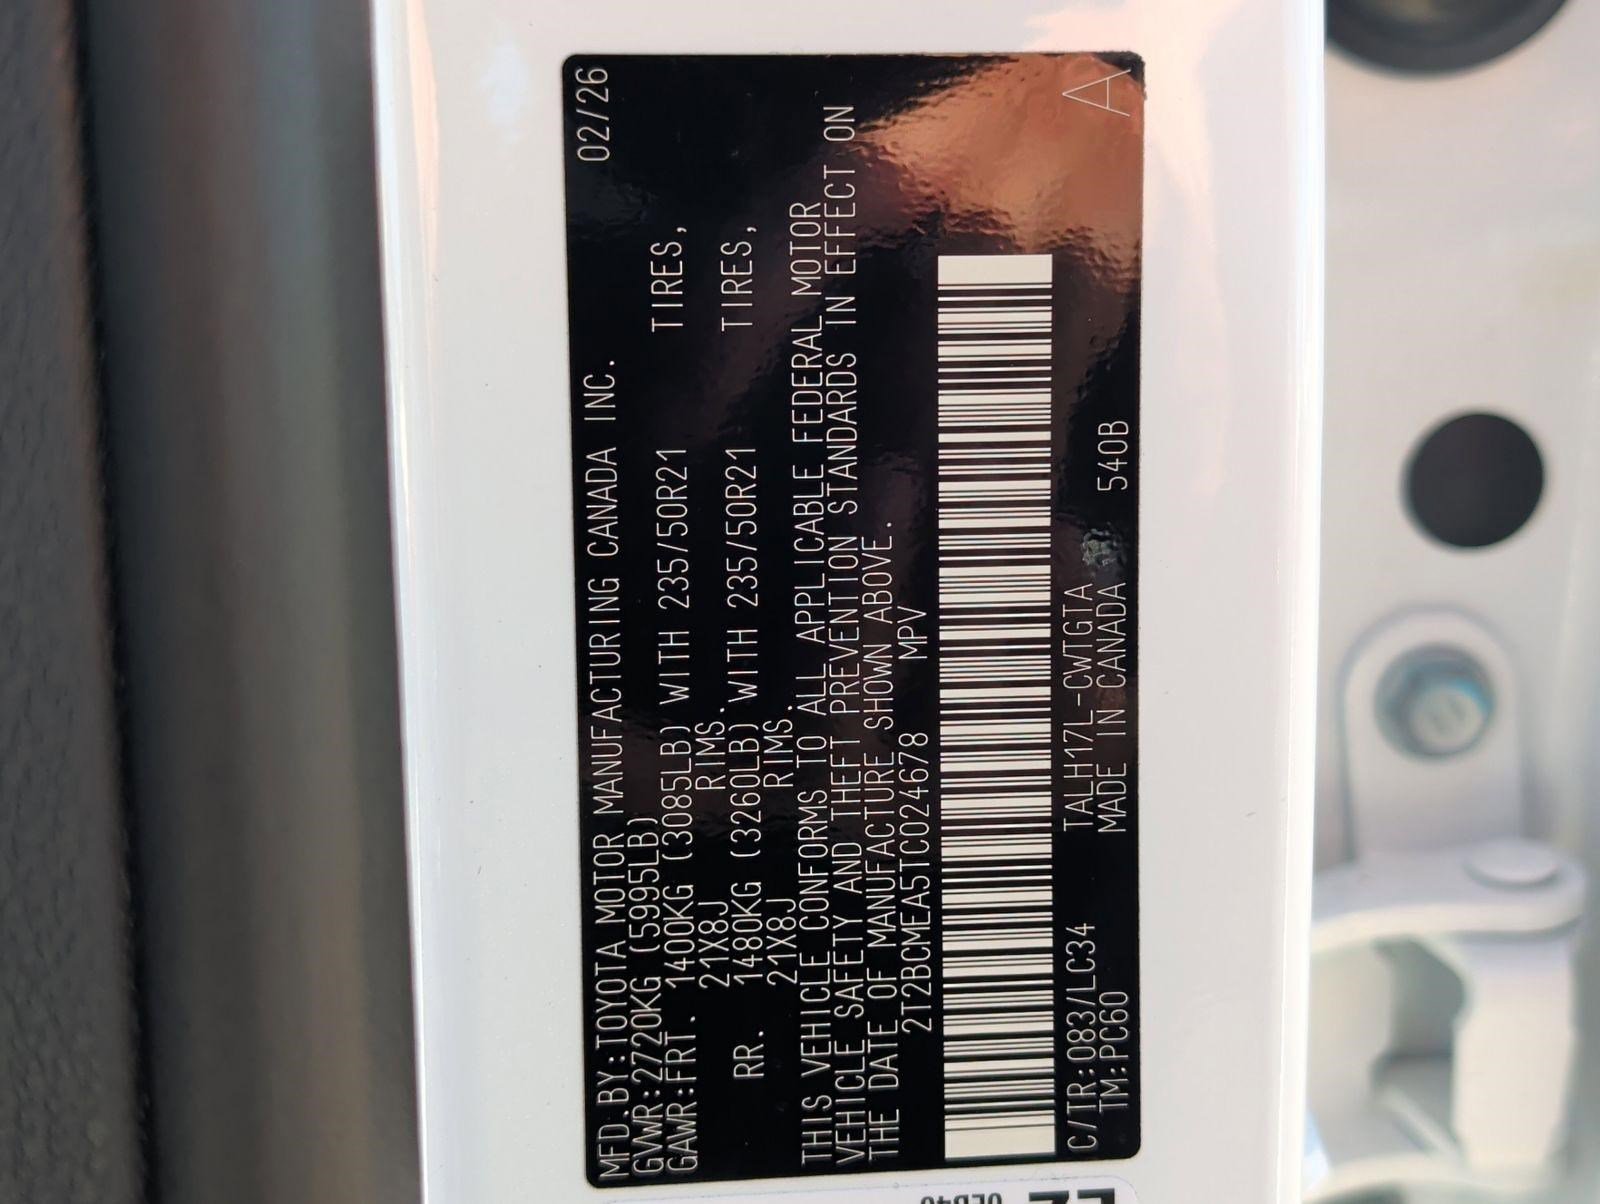 MFD.BY:TOYOTA MOTOR MANUFACTURING CANADA INC. 02/26
GVWR:2720KG (5995LB)
GAWR:FRT. 1400KG (3085LB) WITH 235/50R21 TIRES,
21X8J RIMS.
RR. 1480KG (3260LB) WITH 235/50R21 TIRES,
21X8J RIMS.
THIS VEHICLE CONFORMS TO ALL APPLICABLE FEDERAL MOTOR
VEHICLE SAFETY AND THEFT PREVENTION STANDARDS IN EFFECT ON
THE DATE OF MANUFACTURE SHOWN ABOVE.
2T2BCMEA5TC024678 MPV
C/TR:083/LC34 TALH17L-CWTGTA
TM:PC60 MADE IN CANADA 540B A